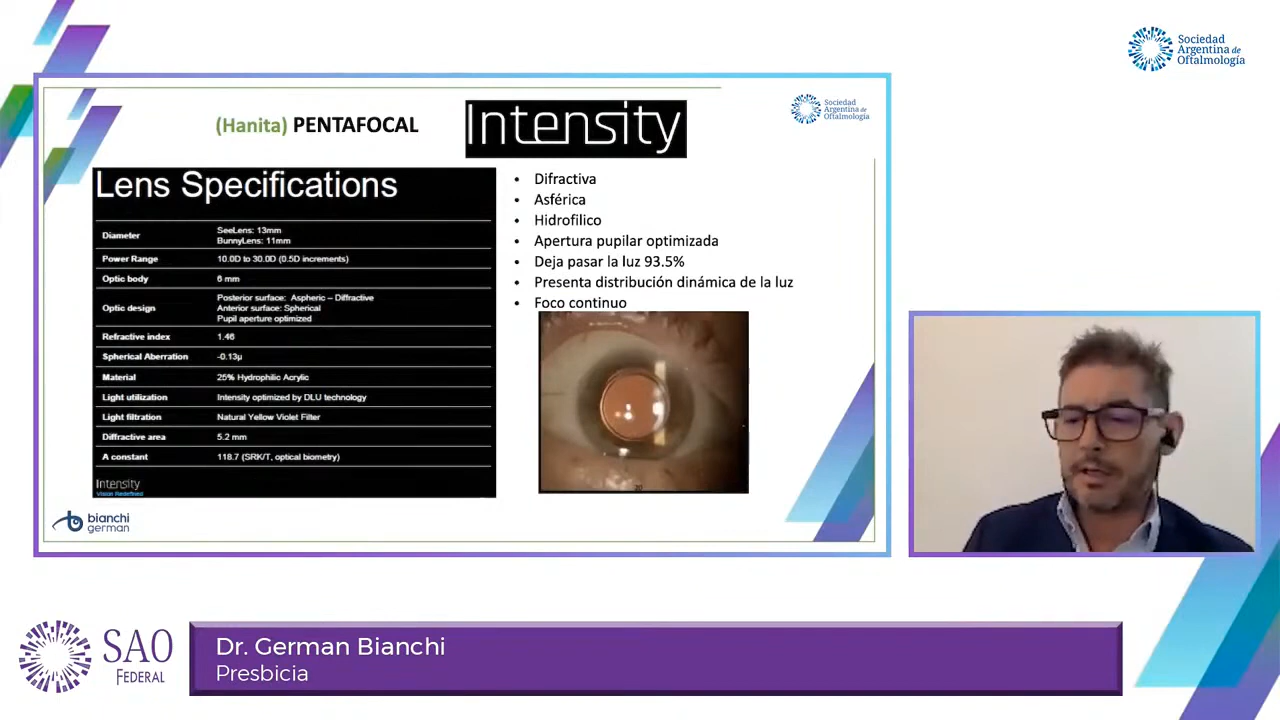 Sociedad
Argentina de
Oftalmología
(Hanita) PENTAFOCAL
Intensity
Sociedad
Argentina de
Oftalmología
Lens Specifications
Diameter
SeeLens: 13mm
BunnyLens: 11mm
Power Range
10.0D to 30.0D (0.5D increments)
Optic body
6 mm
Optic design
Posterior surface: Aspheric – Diffractive
Anterior surface: Spherical
Pupil aperture optimized
Refractive index
1.46
Spherical Aberration
-0.13µ
Material
25% Hydrophilic Acrylic
Light utilization
Intensity optimized by DLU technology
Light filtration
Natural Yellow Violet Filter
Diffractive area
5.2 mm
A constant
118.7 (SRK/T, optical biometry)
Intensity
Vision Redefined
• Difractiva
• Asférica
• Hidrofilico
• Apertura pupilar optimizada
• Deja pasar la luz 93.5%
• Presenta distribución dinámica de la luz
• Foco continuo
bianchi
german
SAO
FEDERAL
Dr. German Bianchi
Presbicia